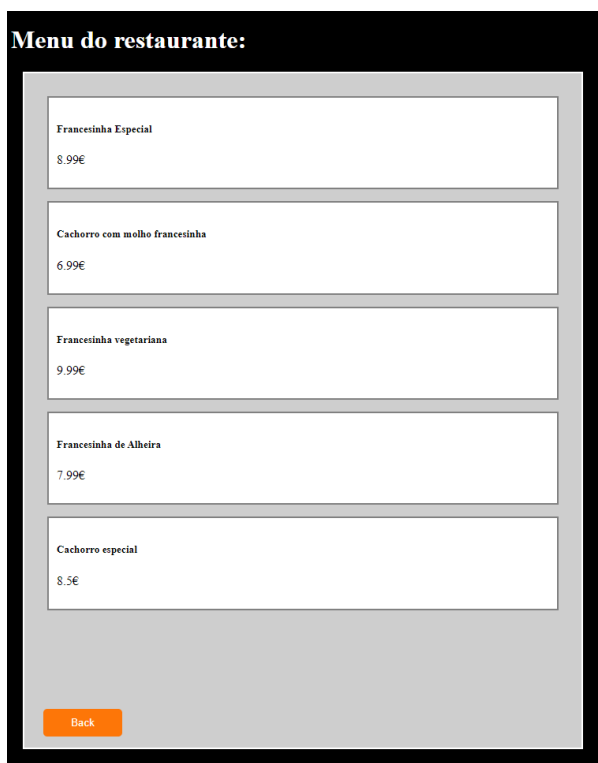 Menu do restaurante:
Francesinha Especial
8.99€
Cachorro com molho francesinha
6.99€
Francesinha vegetariana
9.99€
Francesinha de Alheira
7.99€
Cachorro especial
8.5€
Back